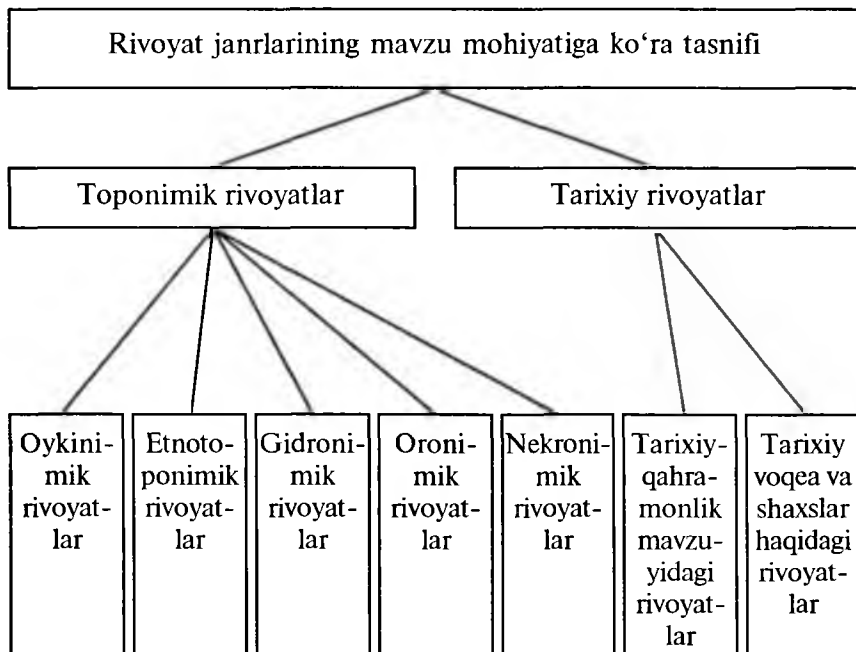 Rivoyat janrlarining mavzu mohiyatiga ko‘ra tasnifi
Toponimik rivoyatlar
Tarixiy rivoyatlar
Oykini-
mik
rivoyat-
lar
Etnoto-
ponimik
rivoyat-
lar
Gidroni-
mik
rivoyat-
lar
Oroni-
mik
rivoyat-
lar
Nekroni-
mik
rivoyat-
lar
Tarixiy-
qahra-
monlik
mavzu-
yidagi
rivoyat-
lar
Tarixiy
voqea va
shaxslar
haqidagi
rivoyat-
lar